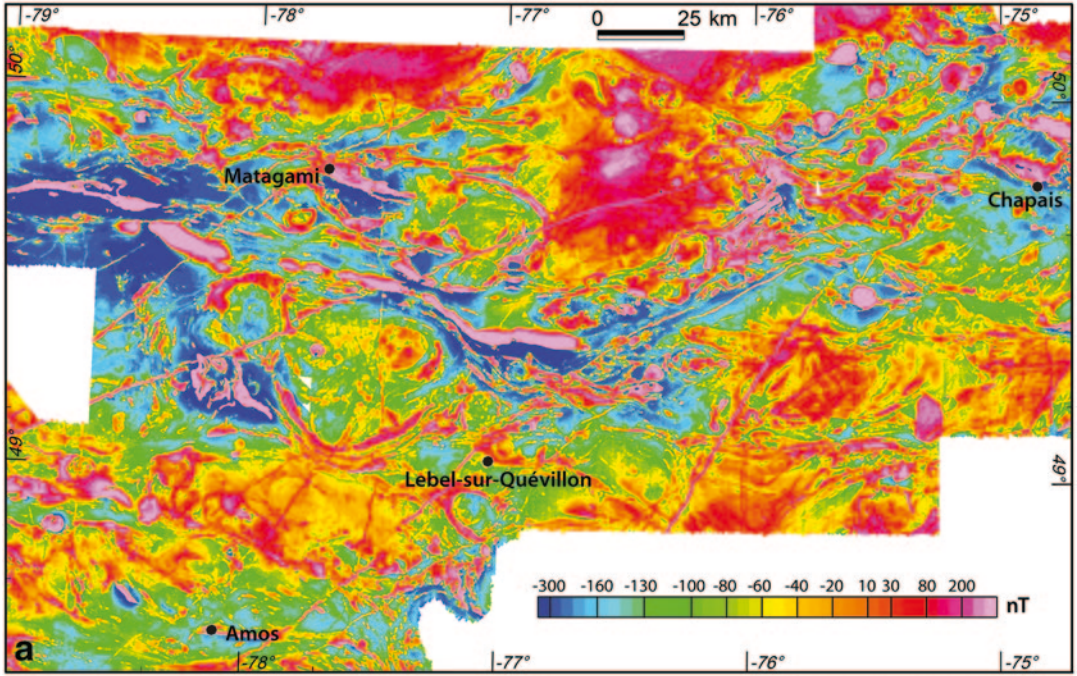 -79° -78° -77° -76° -75°
0 25 km
50° 50°
Matagami
Chapais
49° 49°
Lebel-sur-Quévillon
-300 -160 -130 -100 -80 -60 -40 -20 10 30 80 200 nT
a Amos
-78° -77° -76° -75°